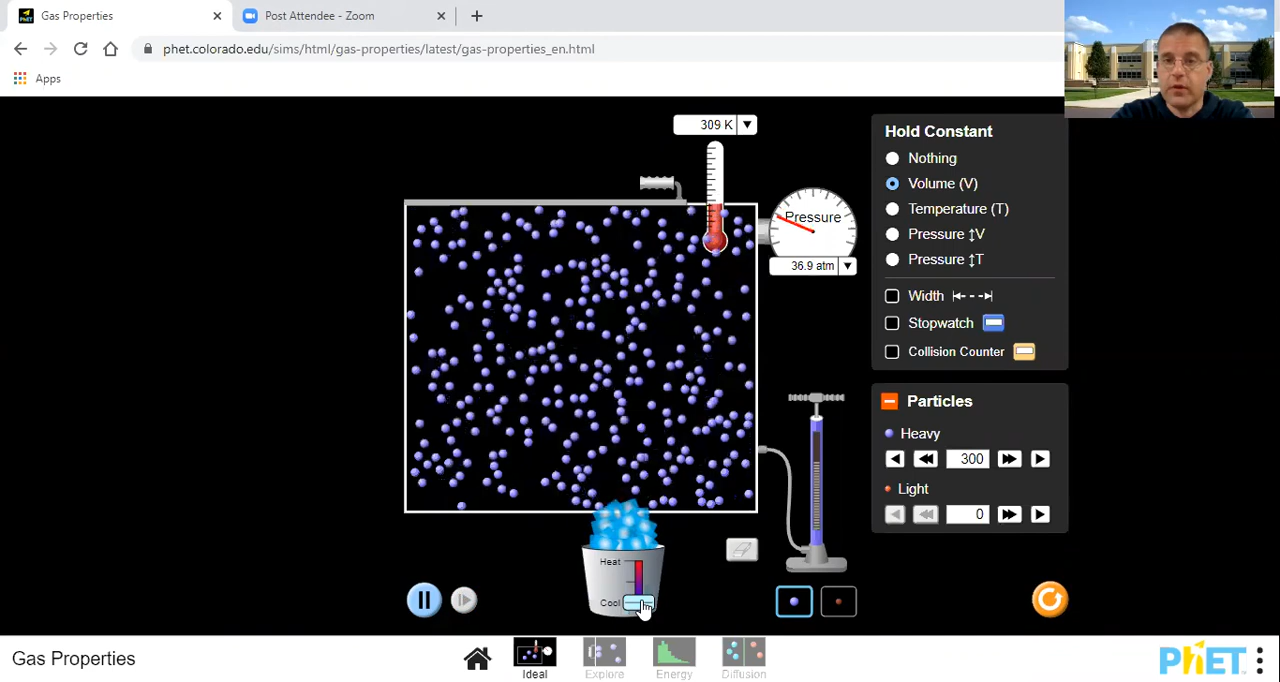 Gas Properties
Post Attendee - Zoom
phet.colorado.edu/sims/html/gas-properties/latest/gas-properties_en.html
Apps
309 K
Pressure
36.9 atm
Hold Constant
Nothing
Volume (V)
Temperature (T)
Pressure ↕V
Pressure ↕T
Width
Stopwatch
Collision Counter
Particles
Heavy
300
Light
0
Heat
Cool
Gas Properties
Ideal
Explore
Energy
Diffusion
PhET